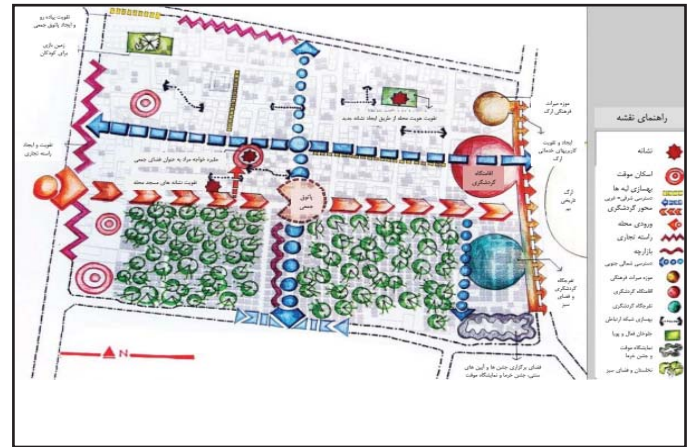 تقویت پیاده رو
و ایجاد پاتوق جمعی
زمین بازی
برای کودکان
تقویت هویت محله از طریق ایجاد نشانه جدید
موزه میراث
فرهنگی ارگ
ایجاد و تقویت
کاربریهای خدماتی
ارگ
مقبره خواجه مراد به عنوان فضای جمعی
اقامتگاه
گردشگری
تقویت و ایجاد
راسته تجاری
تقویت نشانه های مسجد محله
پاتوق
جمعی
ارگ
تاریخی
بم
تفرجگاه
گردشگری
و فضای
سبز
فضای برگزاری جشن ها و آیین های
سنتی، جشن خرما و نمایشگاه موقت
N
راهنمای نقشه
نشانه
اسکان موقت
بهسازی لبه ها
دسترسی شرقی-غربی
محور گردشگری
ورودی محله
راسته تجاری
بازارچه
دسترسی شمالی جنوبی
موزه میراث فرهنگی
اقامتگاه گردشگری
تفرجگاه گردشگری
بهسازی شبکه ارتباطی
جلوخان فعال و پویا
نمایشگاه موقت
و جشن خرما
نخلستان و فضای سبز